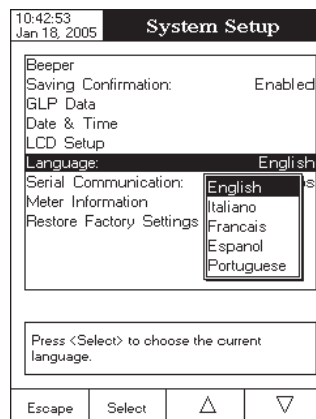 10:42:53
Jan 18, 2005
System Setup
Beeper
Saving Confirmation: Enabled
GLP Data
Date & Time
LCD Setup
Language: English
Serial Communication:
Meter Information
Restore Factory Settings
English
Italiano
Francais
Espanol
Portuguese
Press <Select> to choose the current
language.
Escape Select △ ▽